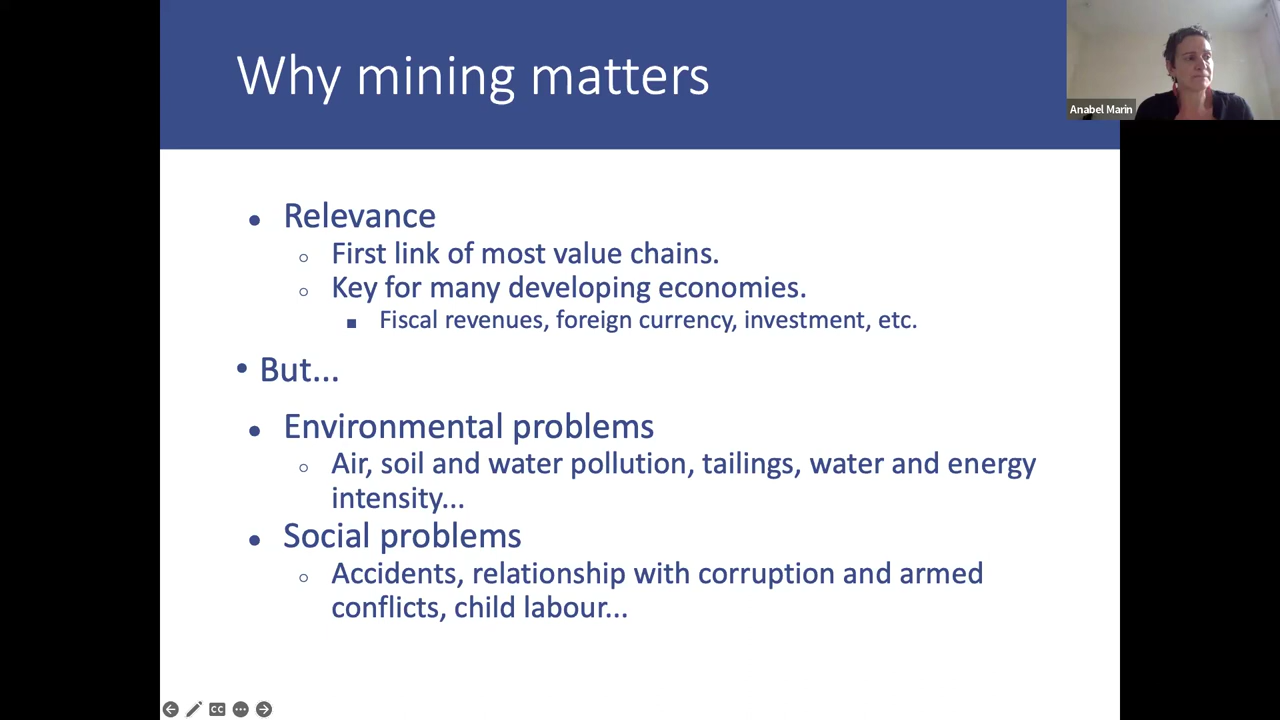 Why mining matters
Anabel Marin
● Relevance
○ First link of most value chains.
○ Key for many developing economies.
■ Fiscal revenues, foreign currency, investment, etc.
• But...
● Environmental problems
○ Air, soil and water pollution, tailings, water and energy
intensity...
● Social problems
○ Accidents, relationship with corruption and armed
conflicts, child labour...
CC